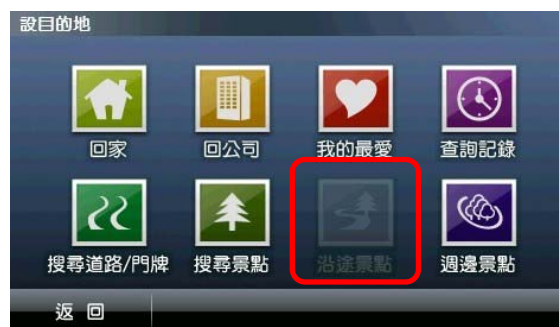 設目的地
回家 回公司 我的最愛 查詢記錄
搜尋道路/門牌 搜尋景點 沿途景點 週邊景點
返 回